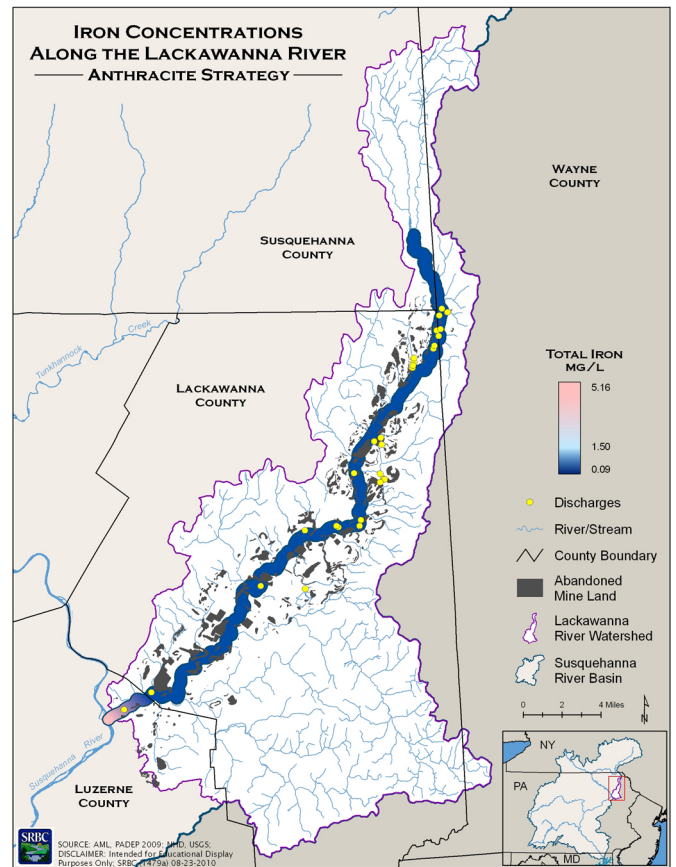 IRON CONCENTRATIONS
ALONG THE LACKAWANNA RIVER
ANTHRACITE STRATEGY
WAYNE
COUNTY
SUSQUEHANNA
COUNTY
Tunkhannock Creek
LACKAWANNA
COUNTY
TOTAL IRON
MG/L
5.16
1.50
0.09
Discharges
River/Stream
County Boundary
Abandoned
Mine Land
Lackawanna
River Watershed
Susquehanna
River Basin
0 2 4 Miles
N
Susquehanna River
LUZERNE
COUNTY
NY
PA
MD
SRBC
SOURCE: AML, PADEP 2009; NHD, USGS;
DISCLAIMER: Intended for Educational Display
Purposes Only; SRBC (1479a) 08-23-2010